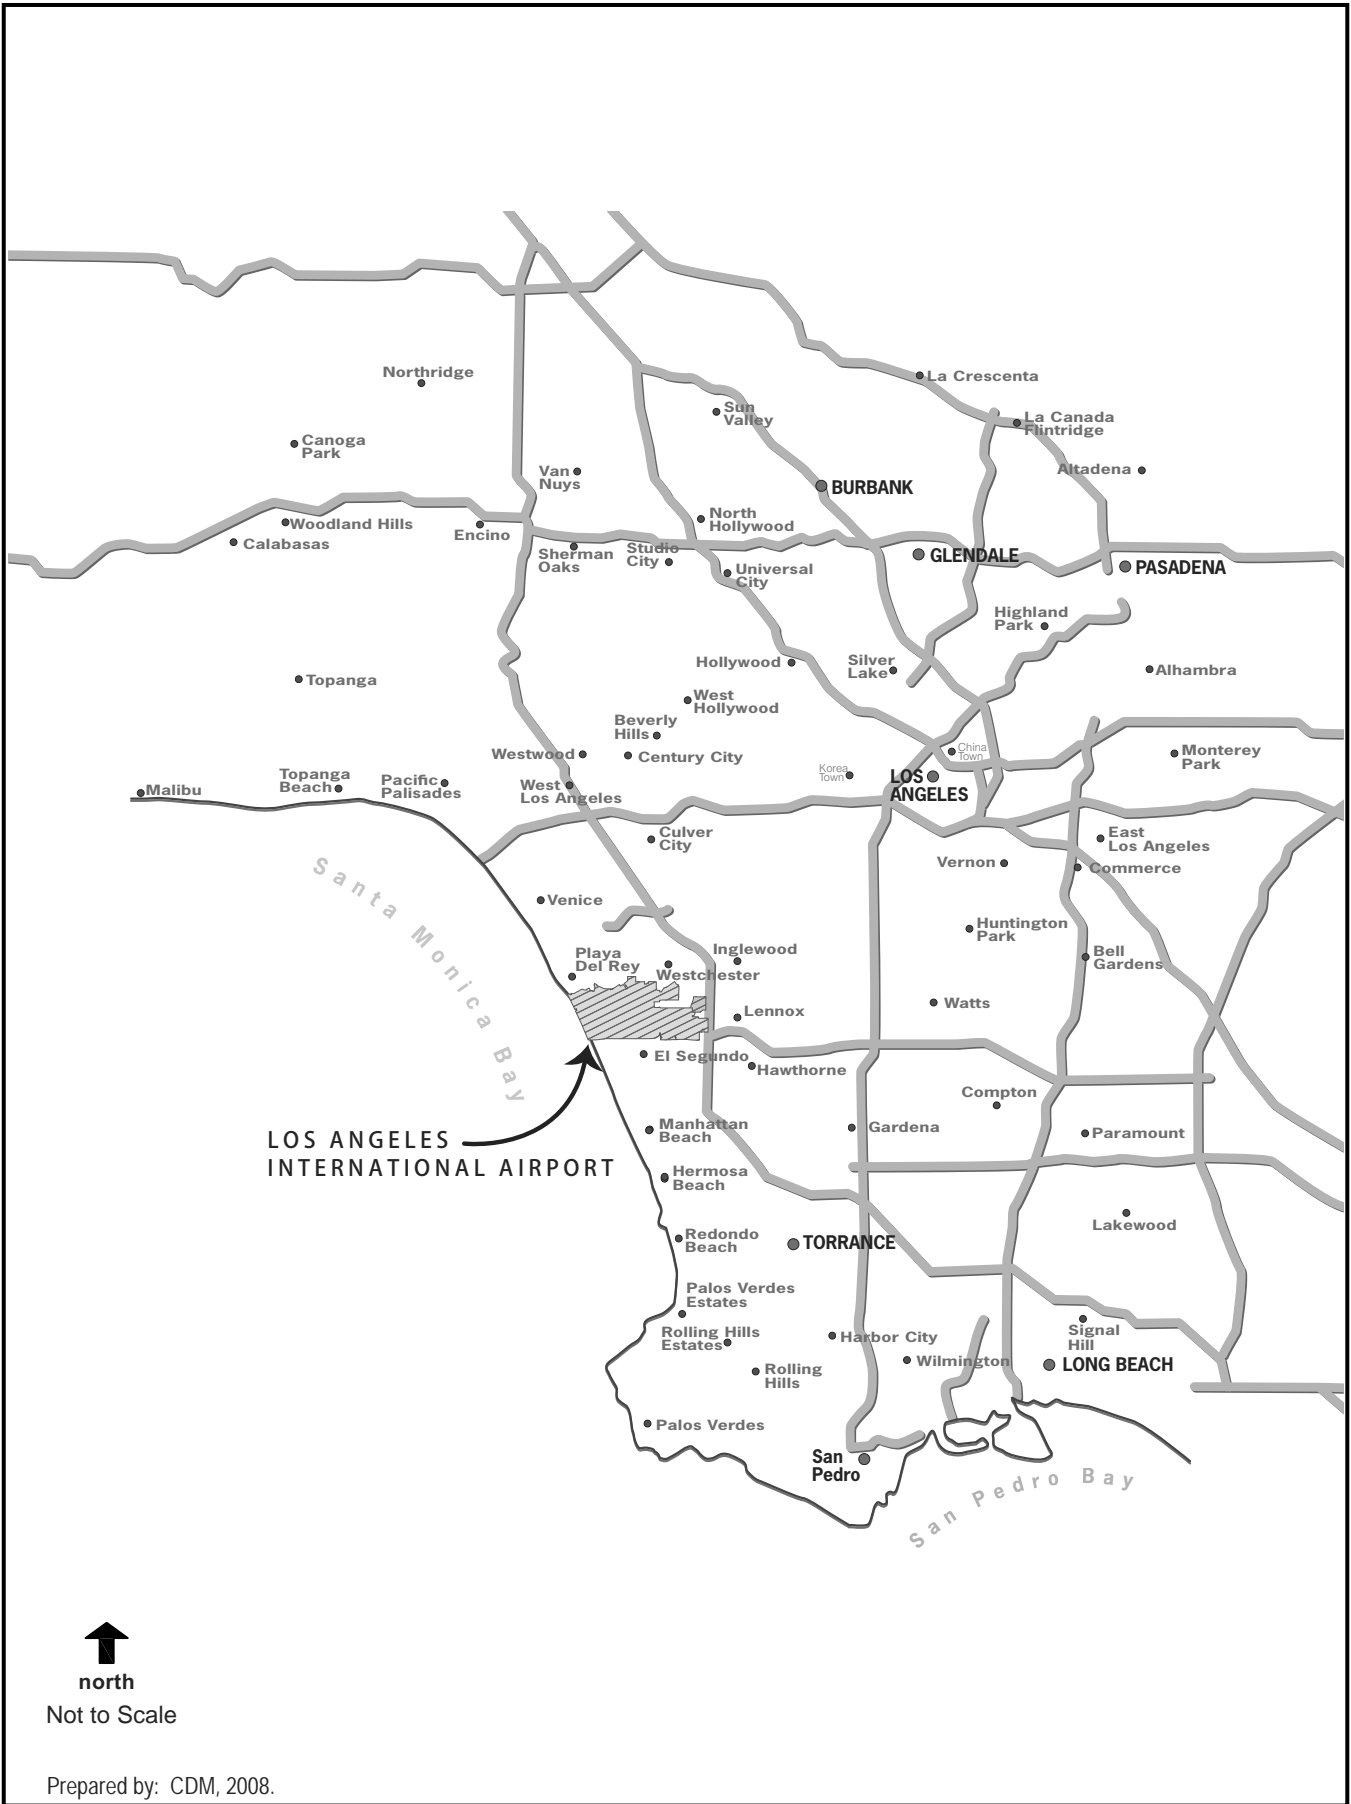 Northridge
La Crescenta
Sun
Valley
La Canada
Flintridge
Canoga
Park
Van
Nuys
Altadena
BURBANK
North
Hollywood
Woodland Hills
Encino
Calabasas
Sherman
Oaks
Studio
City
GLENDALE
PASADENA
Universal
City
Highland
Park
Hollywood
Silver
Lake
Alhambra
Topanga
West
Hollywood
Beverly
Hills
Westwood
Century City
China
Town
Monterey
Park
Korea
Town
LOS
ANGELES
Topanga
Beach
Pacific
Palisades
Malibu
West
Los Angeles
Culver
City
East
Los Angeles
Vernon
Commerce
Santa Monica Bay
Venice
Huntington
Park
Playa
Del Rey
Inglewood
Westchester
Bell
Gardens
Lennox
Watts
El Segundo
Hawthorne
Compton
LOS ANGELES
INTERNATIONAL AIRPORT
Manhattan
Beach
Gardena
Paramount
Hermosa
Beach
Lakewood
Redondo
Beach
TORRANCE
Palos Verdes
Estates
Rolling Hills
Estates
Harbor City
Signal
Hill
Wilmington
LONG BEACH
Rolling
Hills
Palos Verdes
San
Pedro
San Pedro Bay
north
Not to Scale
Prepared by: CDM, 2008.